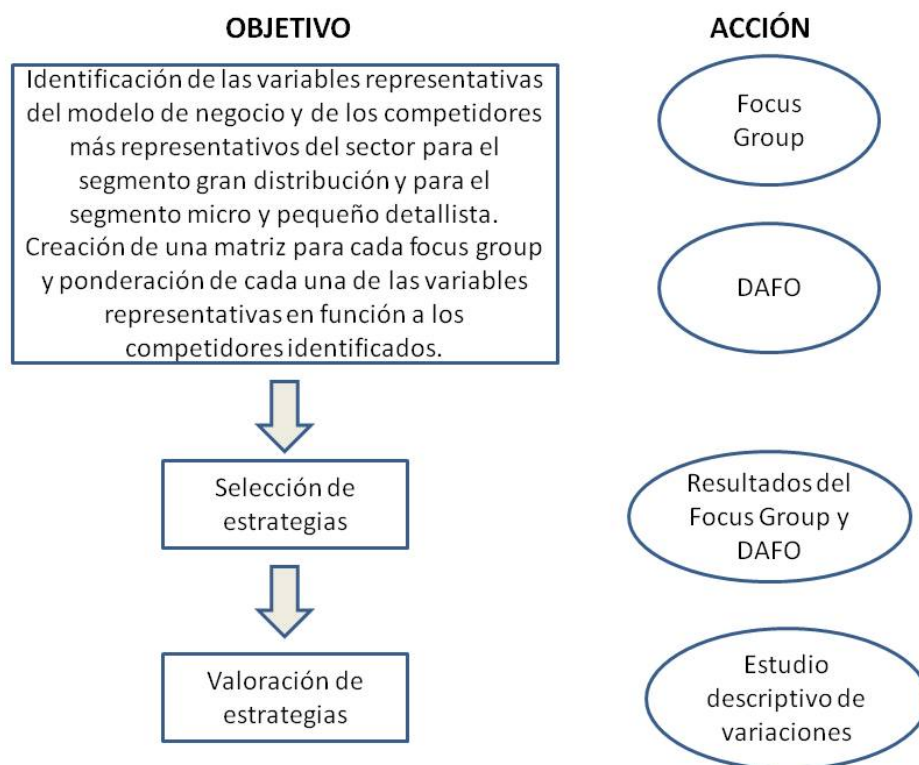 OBJETIVO
ACCIÓN
Identificación de las variables representativas
del modelo de negocio y de los competidores
más representativos del sector para el
segmento gran distribución y para el
segmento micro y pequeño detallista.
Creación de una matriz para cada focus group
y ponderación de cada una de las variables
representativas en función a los
competidores identificados.
Focus
Group
DAFO
Selección de
estrategias
Resultados del
Focus Group y
DAFO
Valoración de
estrategias
Estudio
descriptivo de
variaciones